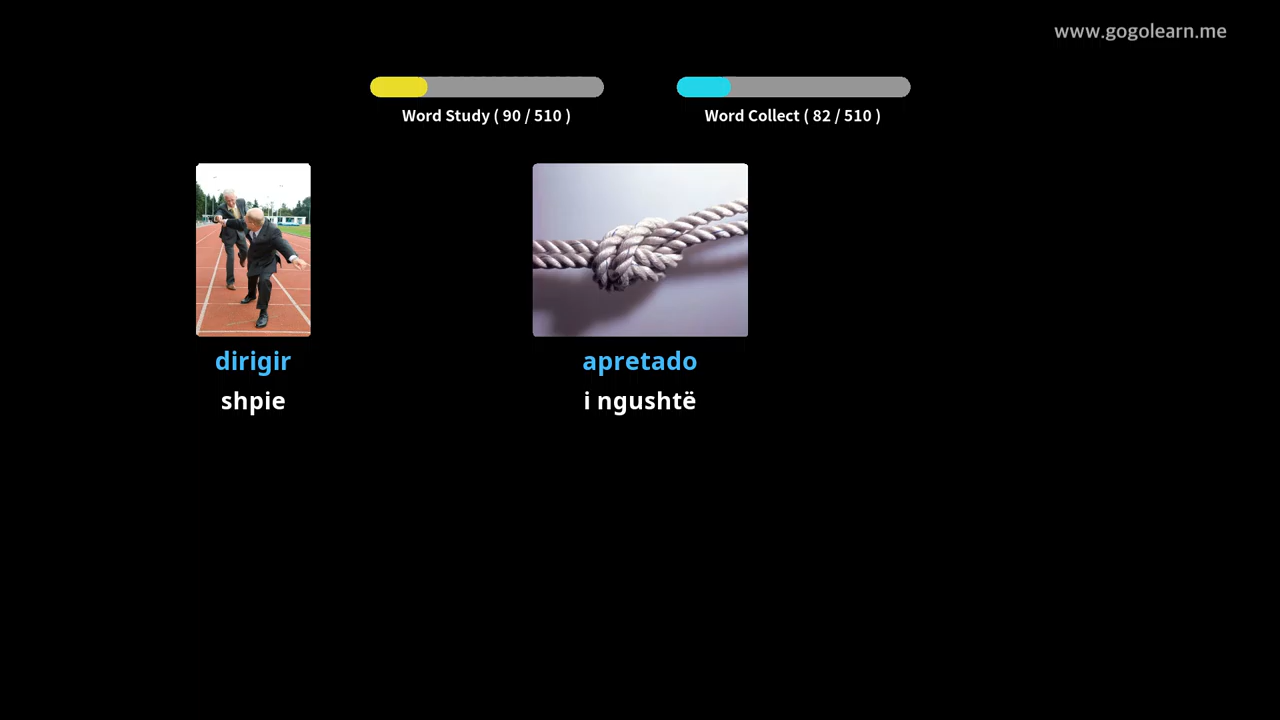 www.gogolearn.me
Word Study ( 90 / 510 )
Word Collect ( 82 / 510 )
dirigir
shpie
apretado
i ngushtë